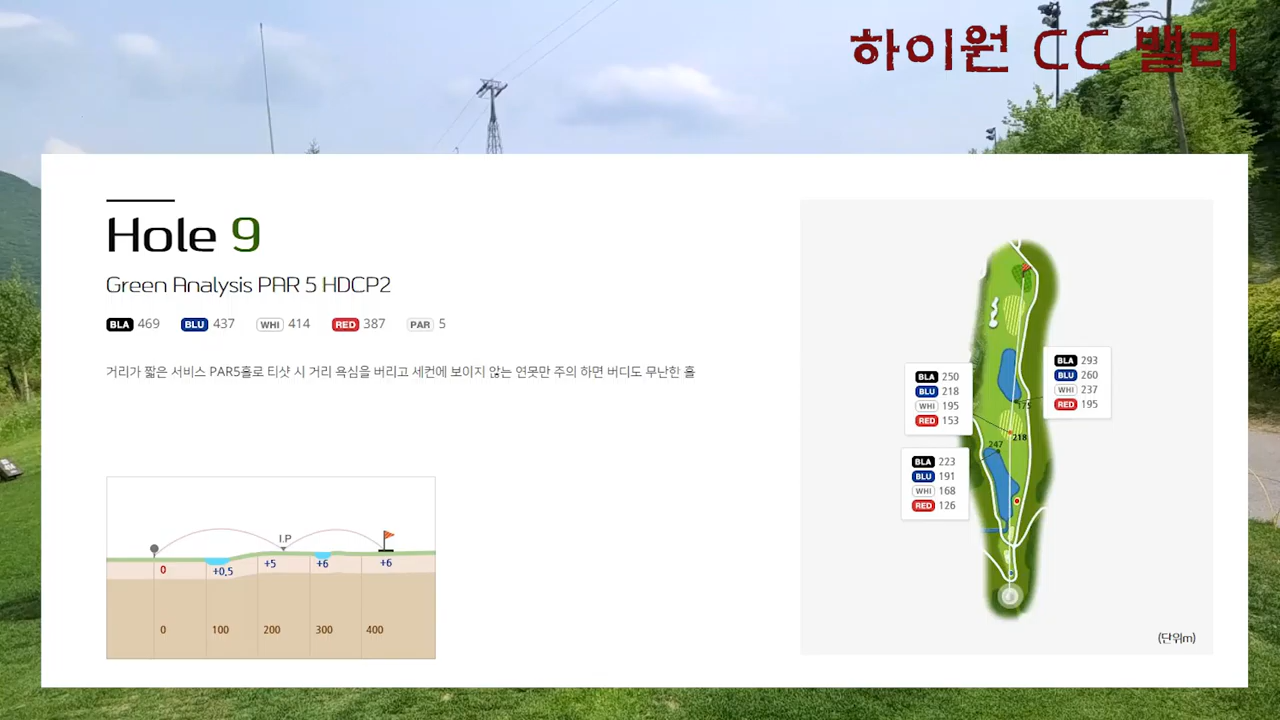 하이원 CC 밸리
Hole 9
Green Analysis PAR 5 HDCP2
BLA 469 BLU 437 WHI 414 RED 387 PAR 5
거리가 짧은 서비스 PAR5홀로 티샷 시 거리 욕심을 버리고 세컨에 보이지 않는 연못만 주의 하면 버디도 무난한 홀
I.P
0 +0,5 +5 +6 +6
0 100 200 300 400
BLA 293
BLU 260
WHI 237
RED 195
BLA 250
BLU 218
WHI 195
RED 153
175
218
247
BLA 223
BLU 191
WHI 168
RED 126
(단위m)